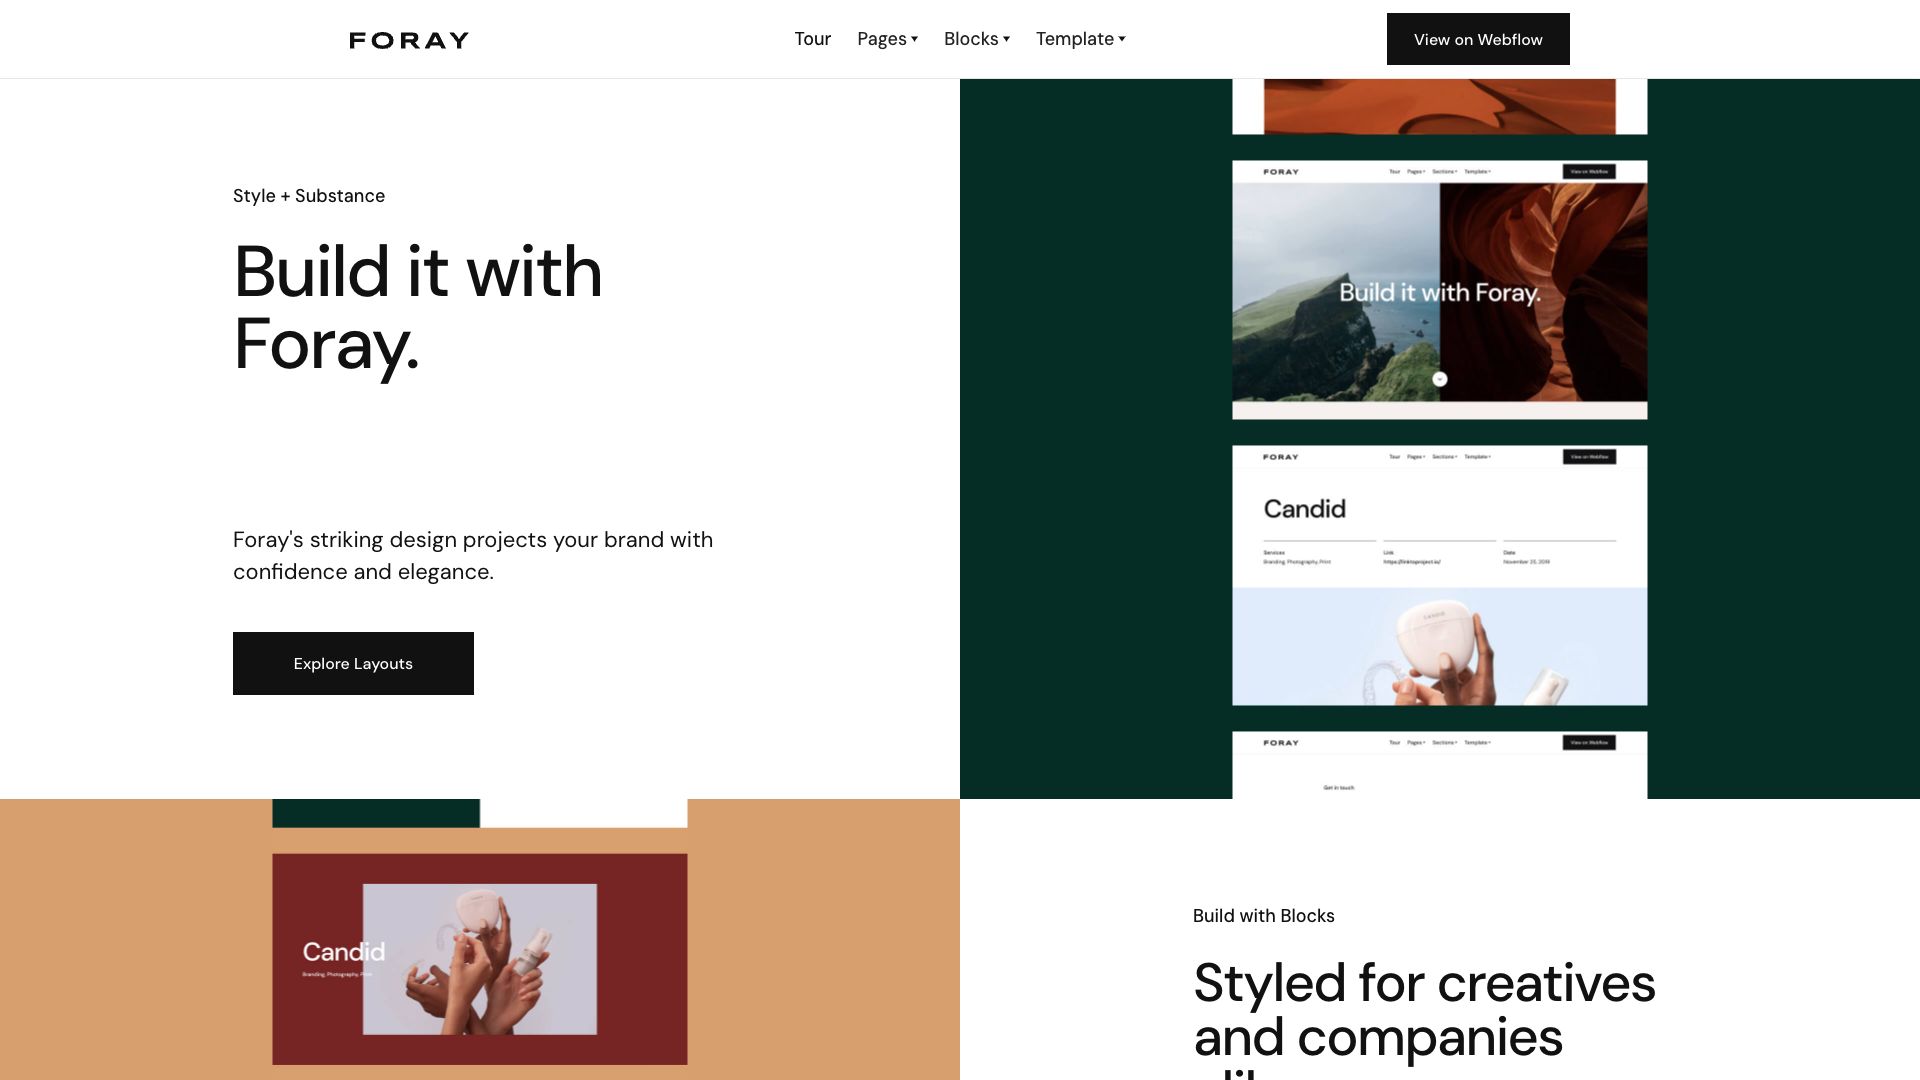 FORAY
Tour Pages Blocks Template
View on Webflow
Style + Substance
Build it with
Foray.
Foray's striking design projects your brand with
confidence and elegance.
Explore Layouts
FORAY Tour Pages Sections Template View on Webflow
Build it with Foray.
FORAY Tour Pages Sections Template View on Webflow
Candid
Services Link Date
Branding, Photography, Print https://linktoproject.io/ November 25, 2019
CANDID
FORAY Tour Pages Sections Template View on Webflow
Get in touch
Candid
Branding, Photography, Print
Build with Blocks
Styled for creatives
and companies